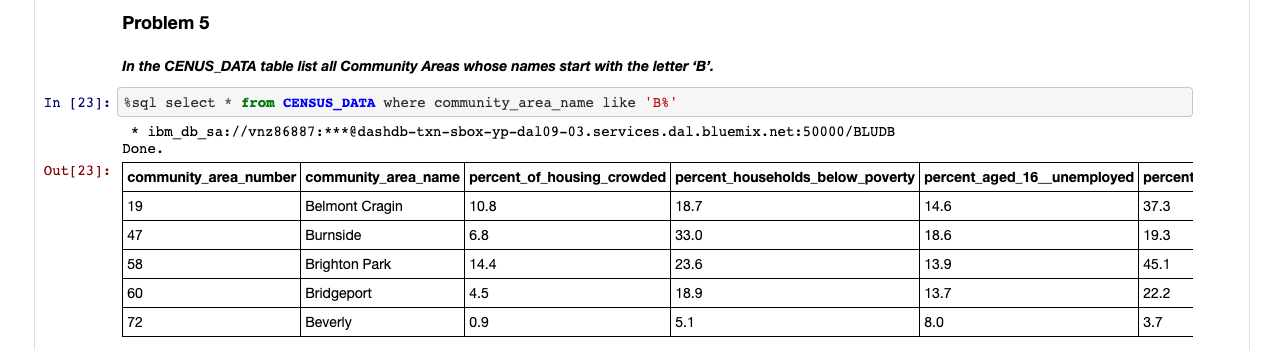 Problem 5
In the CENUS_DATA table list all Community Areas whose names start with the letter ‘B’.
In [23]: %sql select * from CENSUS_DATA where community_area_name like 'B%'
* ibm_db_sa://vnz86887:***@dashdb-txn-sbox-yp-dal09-03.services.dal.bluemix.net:50000/BLUDB
Done.
Out[23]:
community_area_number community_area_name percent_of_housing_crowded percent_households_below_poverty percent_aged_16__unemployed percent
19 Belmont Cragin 10.8 18.7 14.6 37.3
47 Burnside 6.8 33.0 18.6 19.3
58 Brighton Park 14.4 23.6 13.9 45.1
60 Bridgeport 4.5 18.9 13.7 22.2
72 Beverly 0.9 5.1 8.0 3.7